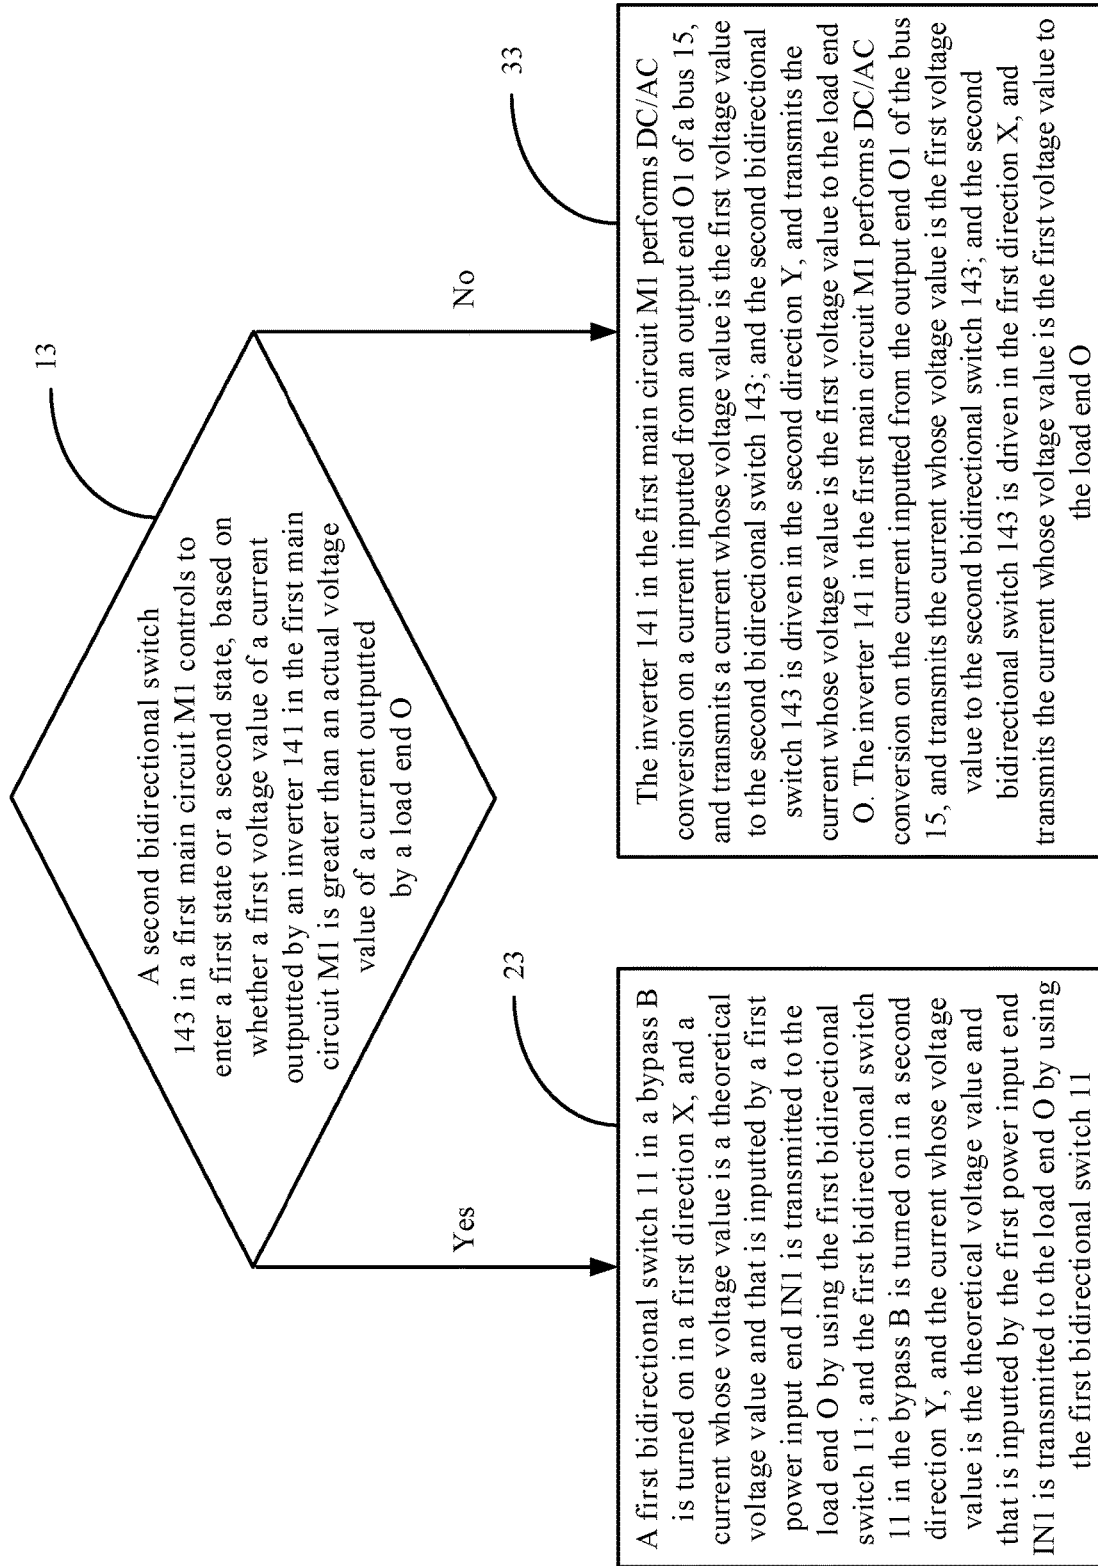 A second bidirectional switch
143 in a first main circuit M1 controls to
enter a first state or a second state, based on
whether a first voltage value of a current
outputted by an inverter 141 in the first main
circuit M1 is greater than an actual voltage
value of a current outputted
by a load end O
13
Yes
No
23
A first bidirectional switch 11 in a bypass B
is turned on in a first direction X, and a
current whose voltage value is a theoretical
voltage value and that is inputted by a first
power input end IN1 is transmitted to the
load end O by using the first bidirectional
switch 11; and the first bidirectional switch
11 in the bypass B is turned on in a second
direction Y, and the current whose voltage
value is the theoretical voltage value and
that is inputted by the first power input end
IN1 is transmitted to the load end O by using
the first bidirectional switch 11
33
The inverter 141 in the first main circuit M1 performs DC/AC
conversion on a current inputted from an output end O1 of a bus 15,
and transmits a current whose voltage value is the first voltage value
to the second bidirectional switch 143; and the second bidirectional
switch 143 is driven in the second direction Y, and transmits the
current whose voltage value is the first voltage value to the load end
O. The inverter 141 in the first main circuit M1 performs DC/AC
conversion on the current inputted from the output end O1 of the bus
15, and transmits the current whose voltage value is the first voltage
value to the second bidirectional switch 143; and the second
bidirectional switch 143 is driven in the first direction X, and
transmits the current whose voltage value is the first voltage value to
the load end O